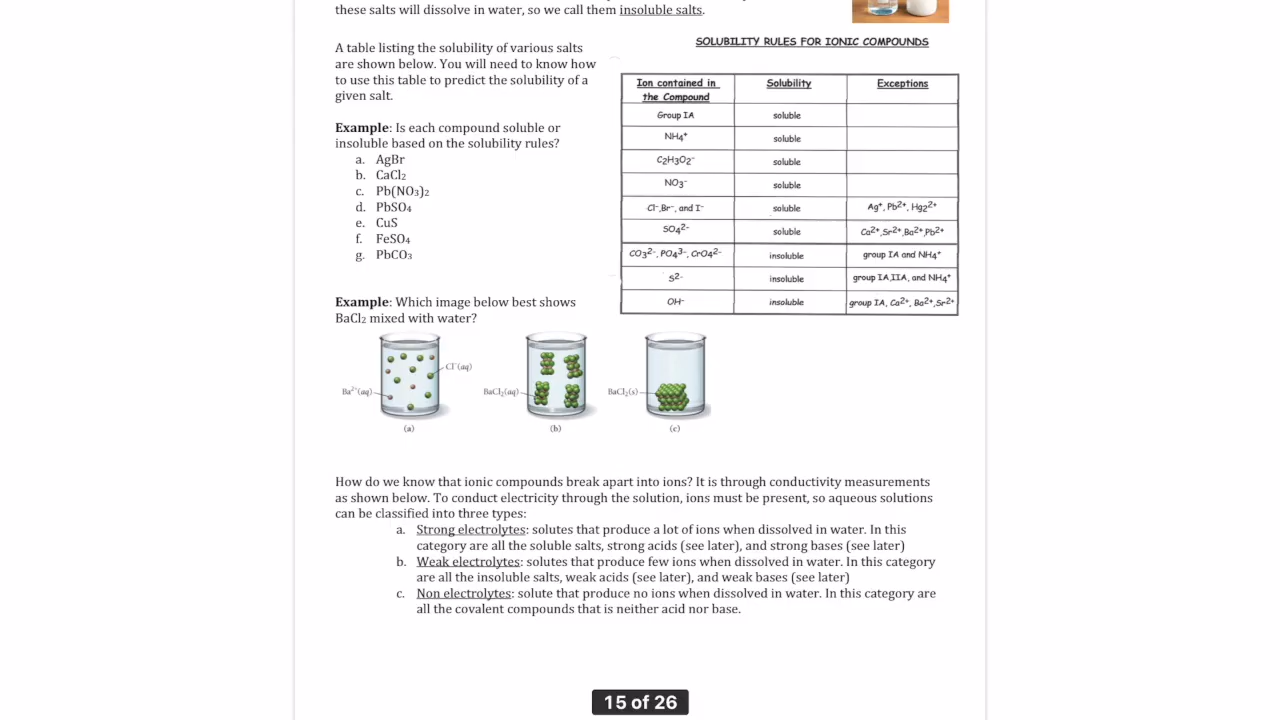 these salts will dissolve in water, so we call them insoluble salts.
A table listing the solubility of various salts
are shown below. You will need to know how
to use this table to predict the solubility of a
given salt.
Example: Is each compound soluble or
insoluble based on the solubility rules?
a. AgBr
b. CaCl2
c. Pb(NO3)2
d. PbSO4
e. CuS
f. FeSO4
g. PbCO3
SOLUBILITY RULES FOR IONIC COMPOUNDS
Ion contained in the Compound Solubility Exceptions
Group IA soluble
NH4+ soluble
C2H3O2- soluble
NO3- soluble
Cl-,Br-, and I- soluble Ag+, Pb2+, Hg22+
SO42- soluble Ca2+,Sr2+,Ba2+,Pb2+
CO32-, PO43-, CrO42- insoluble group IA and NH4+
S2- insoluble group IA,IIA, and NH4+
OH- insoluble group IA, Ca2+, Ba2+,Sr2+
Example: Which image below best shows
BaCl2 mixed with water?
Cl-(aq)
Ba2+(aq)
BaCl2(aq)
BaCl2(s)
(a) (b) (c)
How do we know that ionic compounds break apart into ions? It is through conductivity measurements
as shown below. To conduct electricity through the solution, ions must be present, so aqueous solutions
can be classified into three types:
a. Strong electrolytes: solutes that produce a lot of ions when dissolved in water. In this
category are all the soluble salts, strong acids (see later), and strong bases (see later)
b. Weak electrolytes: solutes that produce few ions when dissolved in water. In this category
are all the insoluble salts, weak acids (see later), and weak bases (see later)
c. Non electrolytes: solute that produce no ions when dissolved in water. In this category are
all the covalent compounds that is neither acid nor base.
15 of 26